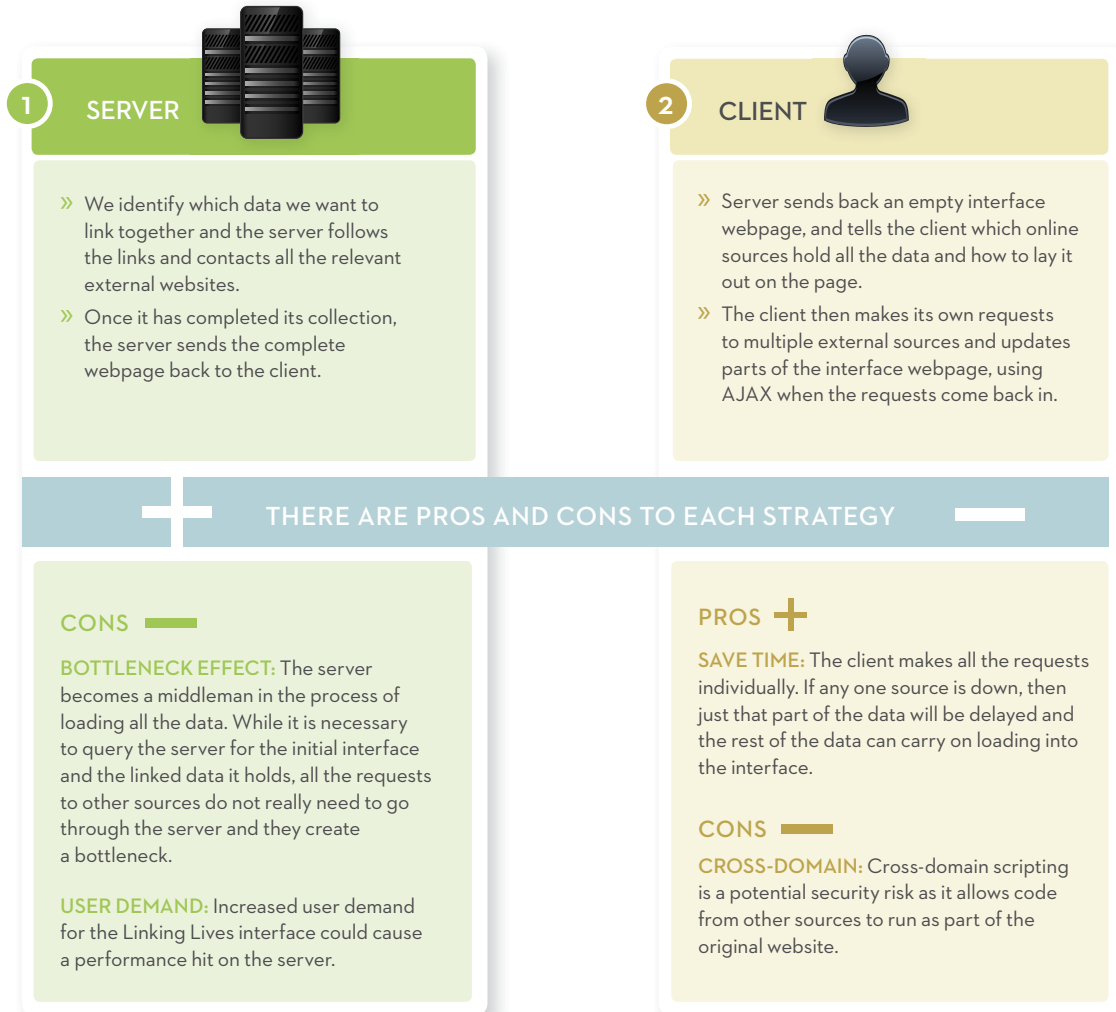 1
SERVER
» We identify which data we want to
link together and the server follows
the links and contacts all the relevant
external websites.
» Once it has completed its collection,
the server sends the complete
webpage back to the client.
2
CLIENT
» Server sends back an empty interface
webpage, and tells the client which online
sources hold all the data and how to lay it
out on the page.
» The client then makes its own requests
to multiple external sources and updates
parts of the interface webpage, using
AJAX when the requests come back in.
THERE ARE PROS AND CONS TO EACH STRATEGY
CONS
BOTTLENECK EFFECT: The server
becomes a middleman in the process of
loading all the data. While it is necessary
to query the server for the initial interface
and the linked data it holds, all the requests
to other sources do not really need to go
through the server and they create
a bottleneck.
USER DEMAND: Increased user demand
for the Linking Lives interface could cause
a performance hit on the server.
PROS
SAVE TIME: The client makes all the requests
individually. If any one source is down, then
just that part of the data will be delayed and
the rest of the data can carry on loading into
the interface.
CONS
CROSS-DOMAIN: Cross-domain scripting
is a potential security risk as it allows code
from other sources to run as part of the
original website.